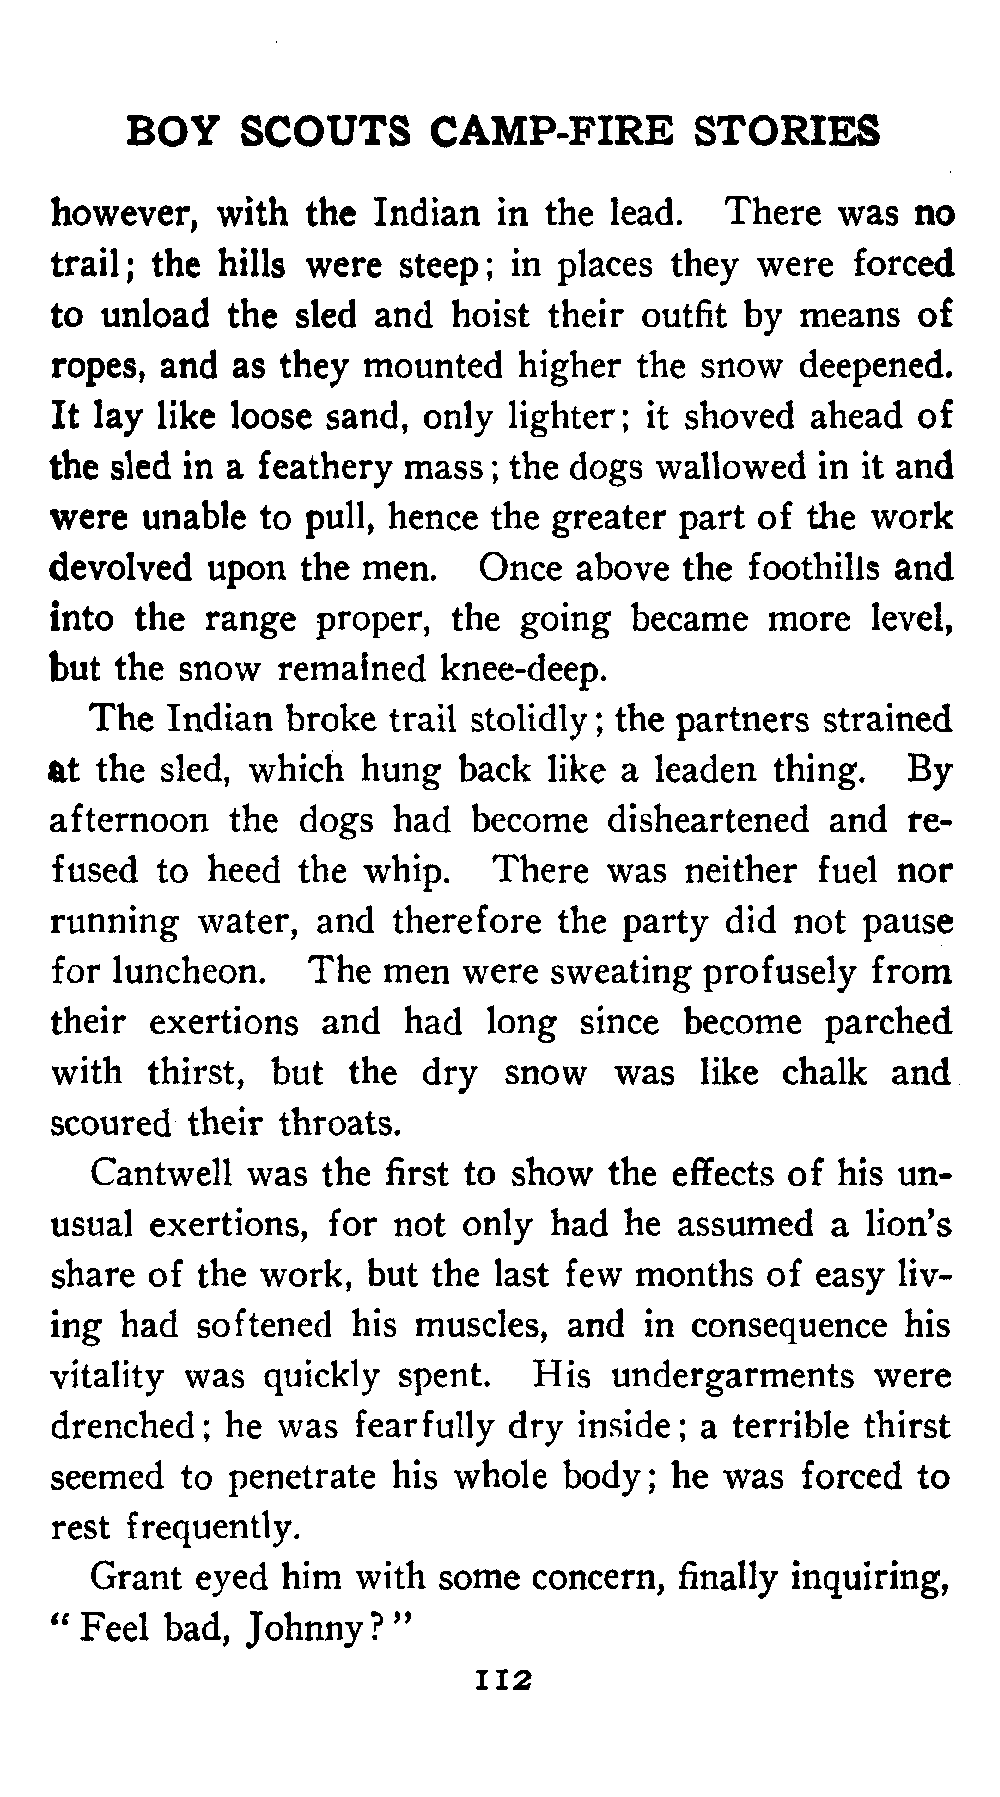 BOY SCOUTS CAMP-FIRE STORIES
however, with the Indian in the lead. There was no
trail; the hills were steep; in places they were forced
to unload the sled and hoist their outfit by means of
ropes, and as they mounted higher the snow deepened.
It lay like loose sand, only lighter; it shoved ahead of
the sled in a feathery mass; the dogs wallowed in it and
were unable to pull, hence the greater part of the work
devolved upon the men. Once above the foothills and
into the range proper, the going became more level,
but the snow remained knee-deep.
The Indian broke trail stolidly; the partners strained
at the sled, which hung back like a leaden thing. By
afternoon the dogs had become disheartened and re-
fused to heed the whip. There was neither fuel nor
running water, and therefore the party did not pause
for luncheon. The men were sweating profusely from
their exertions and had long since become parched
with thirst, but the dry snow was like chalk and
scoured their throats.
Cantwell was the first to show the effects of his un-
usual exertions, for not only had he assumed a lion's
share of the work, but the last few months of easy liv-
ing had softened his muscles, and in consequence his
vitality was quickly spent. His undergarments were
drenched; he was fearfully dry inside; a terrible thirst
seemed to penetrate his whole body; he was forced to
rest frequently.
Grant eyed him with some concern, finally inquiring,
"Feel bad, Johnny?"
112